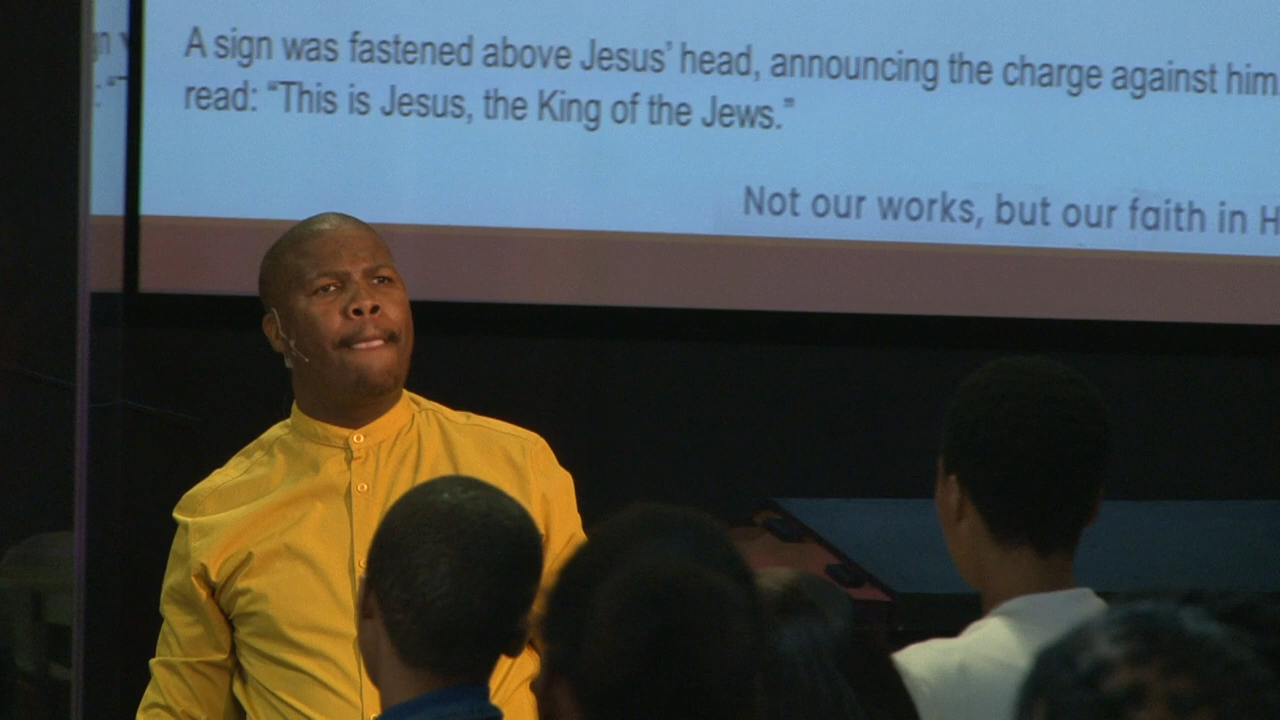 A sign was fastened above Jesus’ head, announcing the charge against him
read: “This is Jesus, the King of the Jews.”
Not our works, but our faith in H